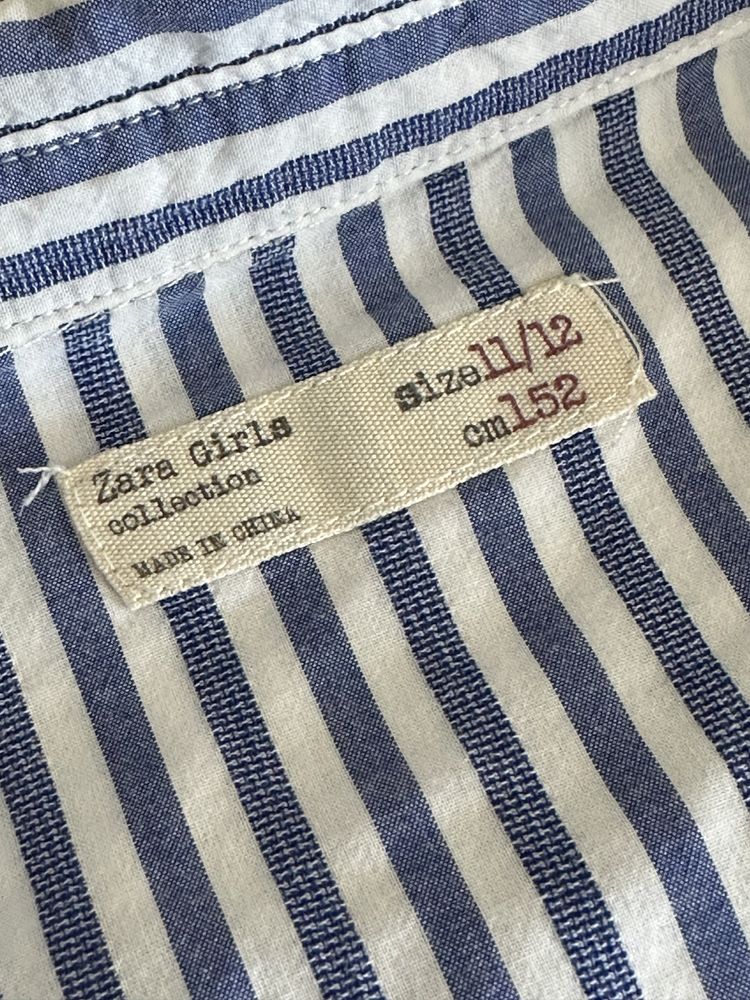 Zara Girls
collection
MADE IN CHINA
size11/12
cm152